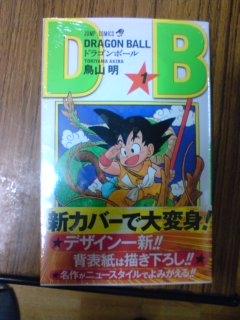 JUMP COMICS
DRAGON BALL
ドラゴンボール
TORIYAMA AKIRA
鳥山 明
D B
1
新カバーで大変身!
★デザイン一新!!
背表紙は描き下ろし!!★
★名作がニュースタイルでよみがえる!!